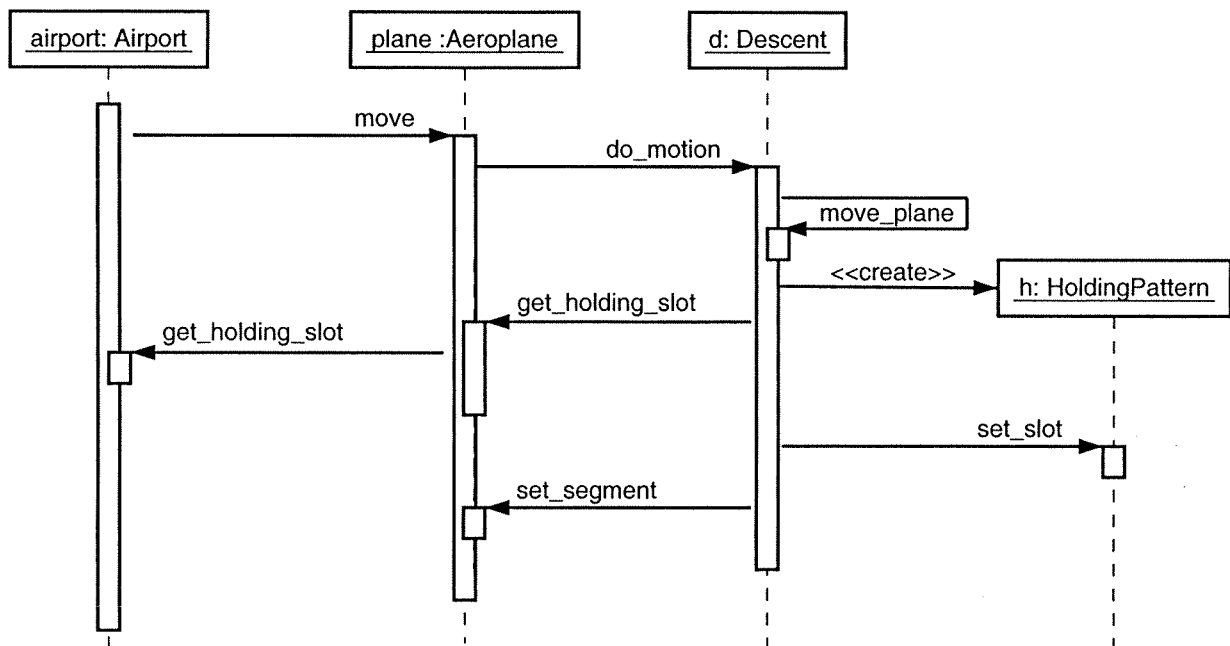 airport: Airport
plane :Aeroplane
d: Descent
move
do_motion
move_plane
<<create>>
h: HoldingPattern
get_holding_slot
get_holding_slot
set_slot
set_segment